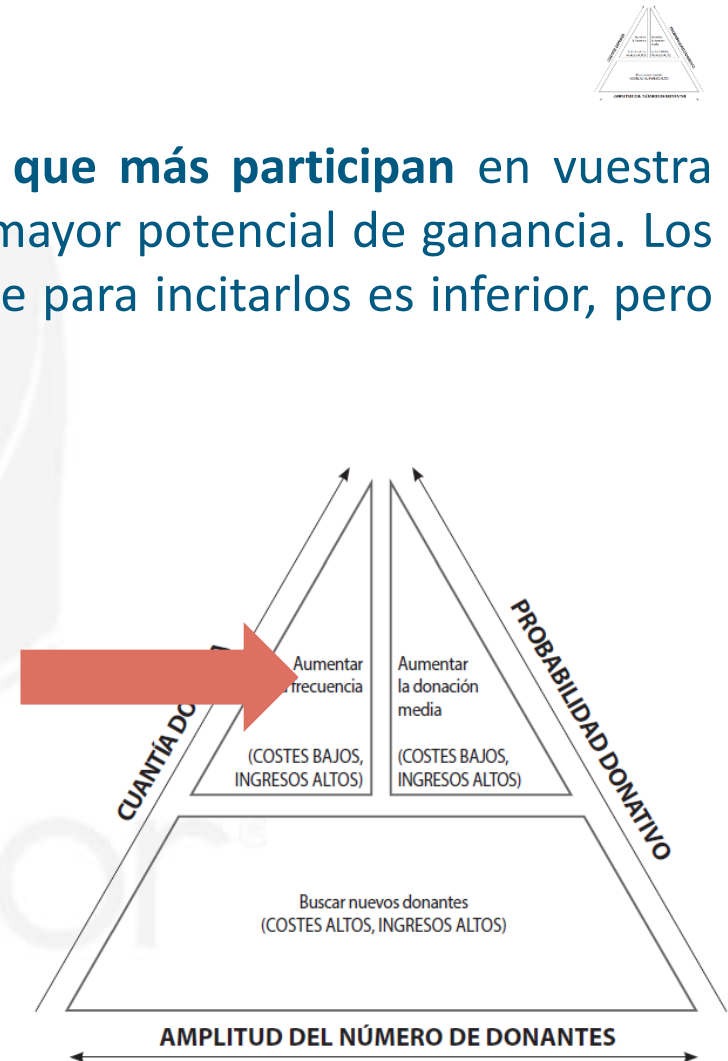 que más participan en vuestra
mayor potencial de ganancia. Los
e para incitarlos es inferior, pero
Aumentar
frecuencia
(COSTES BAJOS,
INGRESOS ALTOS)
Aumentar
la donación
media
(COSTES BAJOS,
INGRESOS ALTOS)
CUANTÍA DO
PROBABILIDAD DONATIVO
Buscar nuevos donantes
(COSTES ALTOS, INGRESOS ALTOS)
AMPLITUD DEL NÚMERO DE DONANTES